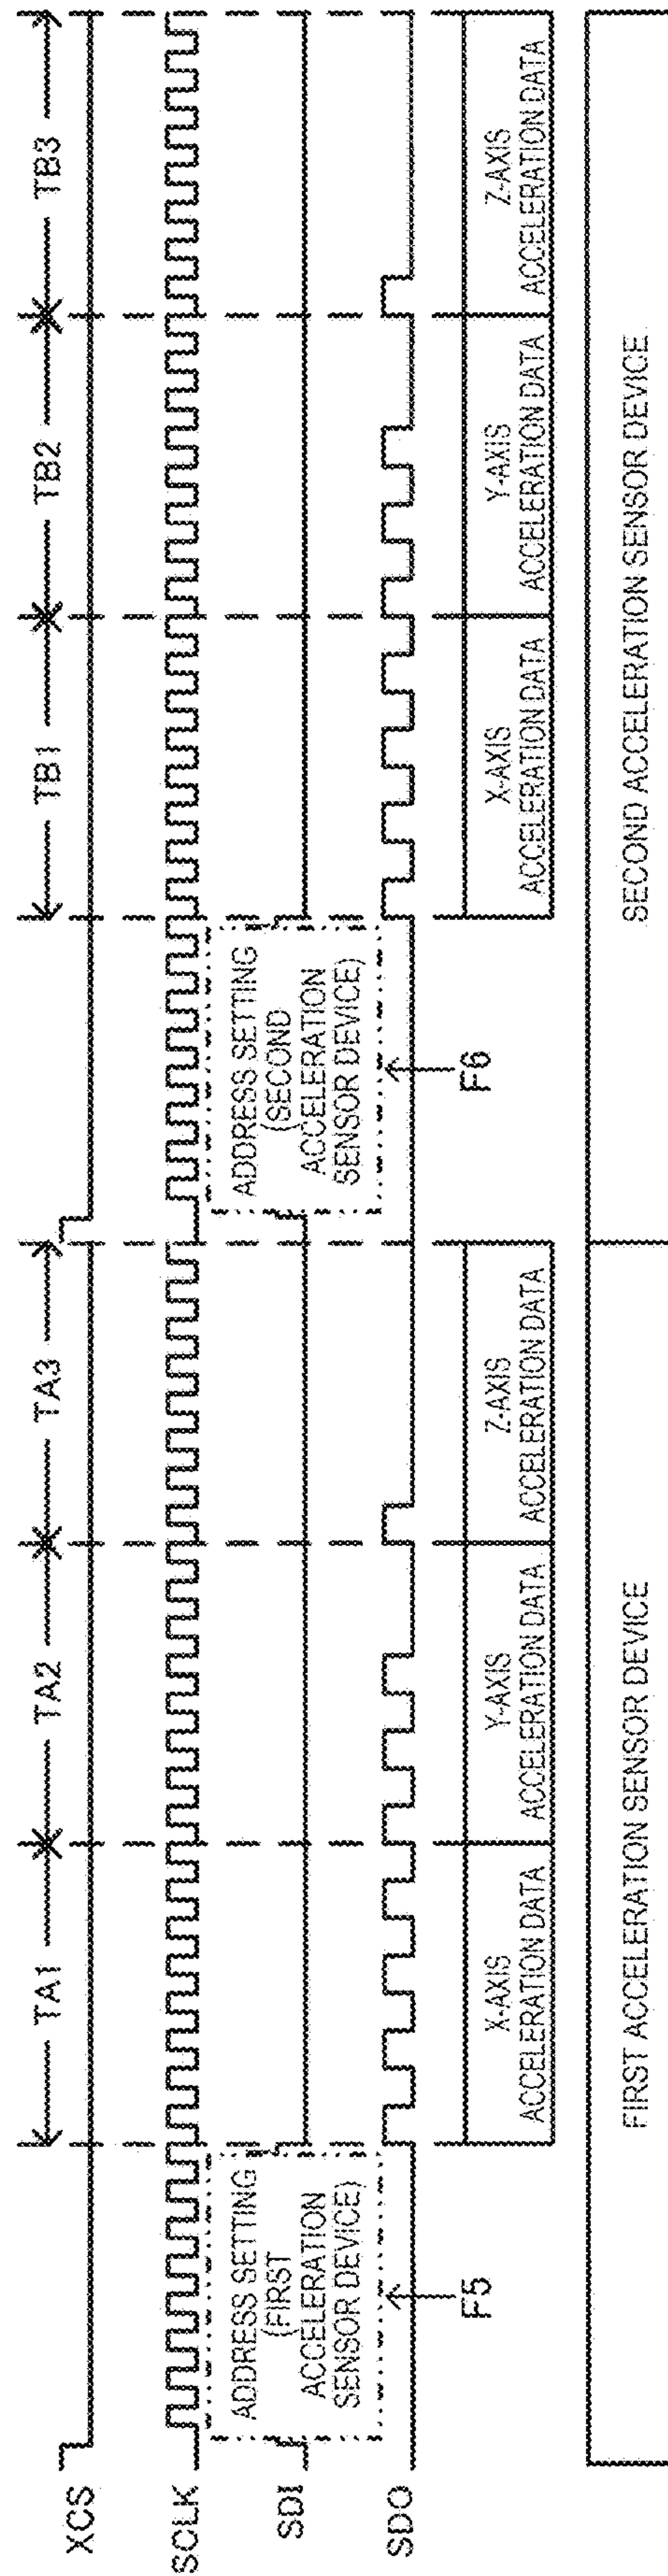 TA1
TA2
TA3
TB1
TB2
TB3
XCS
SCLK
SDI
SDO
ADDRESS SETTING
(FIRST
ACCELERATION
SENSOR DEVICE)
F5
ADDRESS SETTING
(SECOND
ACCELERATION
SENSOR DEVICE)
F6
X-AXIS
ACCELERATION DATA
Y-AXIS
ACCELERATION DATA
Z-AXIS
ACCELERATION DATA
X-AXIS
ACCELERATION DATA
Y-AXIS
ACCELERATION DATA
Z-AXIS
ACCELERATION DATA
FIRST ACCELERATION SENSOR DEVICE
SECOND ACCELERATION SENSOR DEVICE